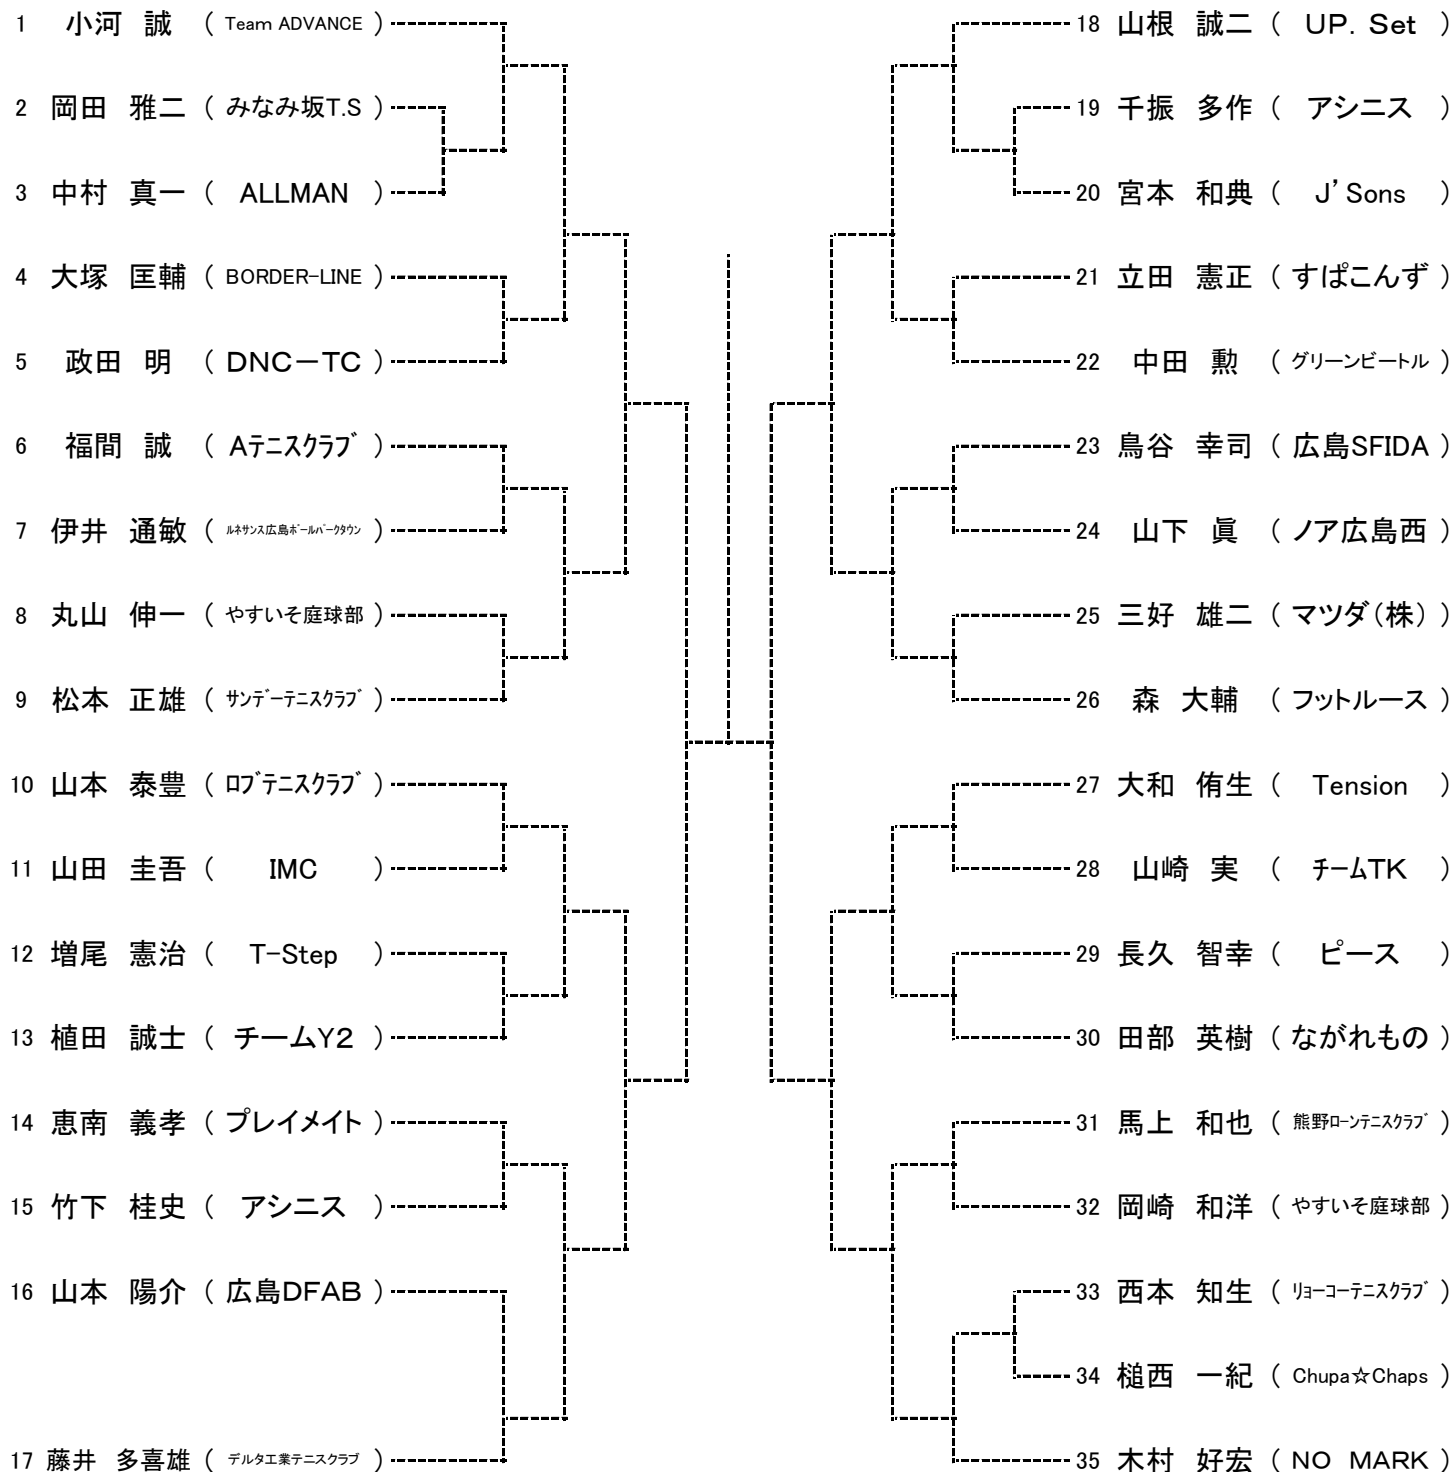 1 小河 誠 ( Team ADVANCE )
2 岡田 雅二 ( みなみ坂T.S )
3 中村 真一 ( ALLMAN )
4 大塚 匡輔 ( BORDER-LINE )
5 政田 明 ( DNC-TC )
6 福間 誠 ( Aﾃﾆｽｸﾗﾌﾞ )
7 伊井 通敏 ( ﾙﾈｻﾝｽ広島ﾎﾞｰﾙﾊﾟｰｸﾀｳﾝ )
8 丸山 伸一 ( やすいそ庭球部 )
9 松本 正雄 ( ｻﾝﾃﾞｰﾃﾆｽｸﾗﾌﾞ )
10 山本 泰豊 ( ﾛﾌﾞﾃﾆｽｸﾗﾌﾞ )
11 山田 圭吾 ( IMC )
12 増尾 憲治 ( T-Step )
13 植田 誠士 ( チームY2 )
14 恵南 義孝 ( プレイメイト )
15 竹下 桂史 ( アシニス )
16 山本 陽介 ( 広島DFAB )
17 藤井 多喜雄 ( デルタ工業テニスクラブ )
18 山根 誠二 ( UP. Set )
19 千振 多作 ( アシニス )
20 宮本 和典 ( J’Sons )
21 立田 憲正 ( すぱこんず )
22 中田 勲 ( グリーンビートル )
23 鳥谷 幸司 ( 広島SFIDA )
24 山下 眞 ( ノア広島西 )
25 三好 雄二 ( マツダ(株) )
26 森 大輔 ( フットルース )
27 大和 侑生 ( Tension )
28 山崎 実 ( ﾁｰﾑTK )
29 長久 智幸 ( ピース )
30 田部 英樹 ( ながれもの )
31 馬上 和也 ( 熊野ﾛｰﾝﾃﾆｽｸﾗﾌﾞ )
32 岡崎 和洋 ( やすいそ庭球部 )
33 西本 知生 ( ﾘｮｰｺｰﾃﾆｽｸﾗﾌﾞ )
34 槌西 一紀 ( Chupa☆Chaps )
35 木村 好宏 ( NO MARK )